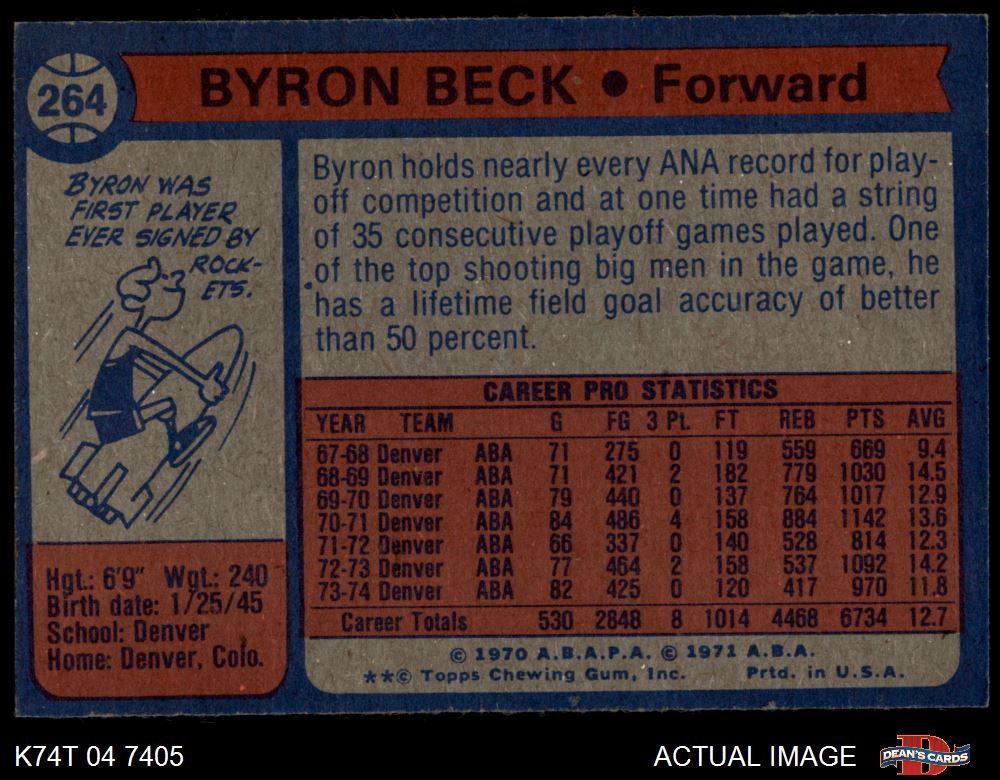 264
BYRON BECK • Forward
BYRON WAS
FIRST PLAYER
EVER SIGNED BY
ROCK-
ETS.
Byron holds nearly every ANA record for play-
off competition and at one time had a string
of 35 consecutive playoff games played. One
of the top shooting big men in the game, he
has a lifetime field goal accuracy of better
than 50 percent.
CAREER PRO STATISTICS
YEAR TEAM G FG 3 Pt. FT REB PTS AVG
67-68 Denver ABA 71 275 0 119 559 669 9.4
68-69 Denver ABA 71 421 2 182 779 1030 14.5
69-70 Denver ABA 79 440 0 137 764 1017 12.9
70-71 Denver ABA 84 486 4 158 884 1142 13.6
71-72 Denver ABA 66 337 0 140 528 814 12.3
72-73 Denver ABA 77 464 2 158 537 1092 14.2
73-74 Denver ABA 82 425 0 120 417 970 11.8
Career Totals 530 2848 8 1014 4468 6734 12.7
Hgt.: 6'9" Wgt.: 240
Birth date: 1/25/45
School: Denver
Home: Denver, Colo.
© 1970 A.B.A.P.A. © 1971 A.B.A.
**© Topps Chewing Gum, Inc. Prtd. in U.S.A.
K74T 04 7405
ACTUAL IMAGE
DEAN'S CARDS